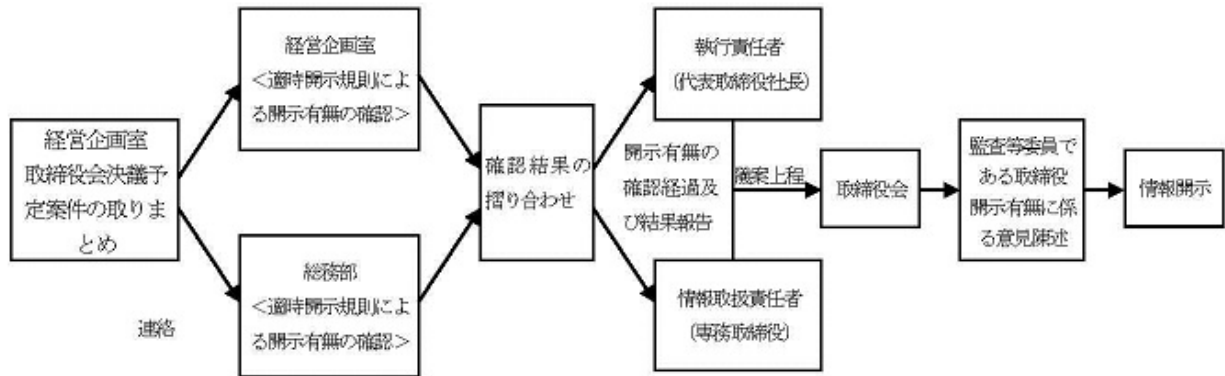 経営企画室
取締役会決議予
定案件の取りま
とめ
連絡
経営企画室
<適時開示規則によ
る開示有無の確認>
総務部
<適時開示規則によ
る開示有無の確認>
確認結果の
摺り合わせ
執行責任者
(代表取締役社長)
開示有無の
確認経過及
び結果報告
情報取扱責任者
(専務取締役)
議案上程
取締役会
監査等委員で
ある取締役
開示有無に係
る意見陳述
情報開示